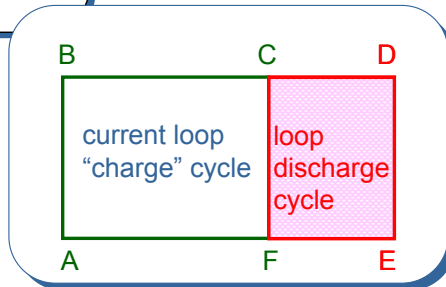 B C D
current loop
“charge” cycle
loop
discharge
cycle
A F E